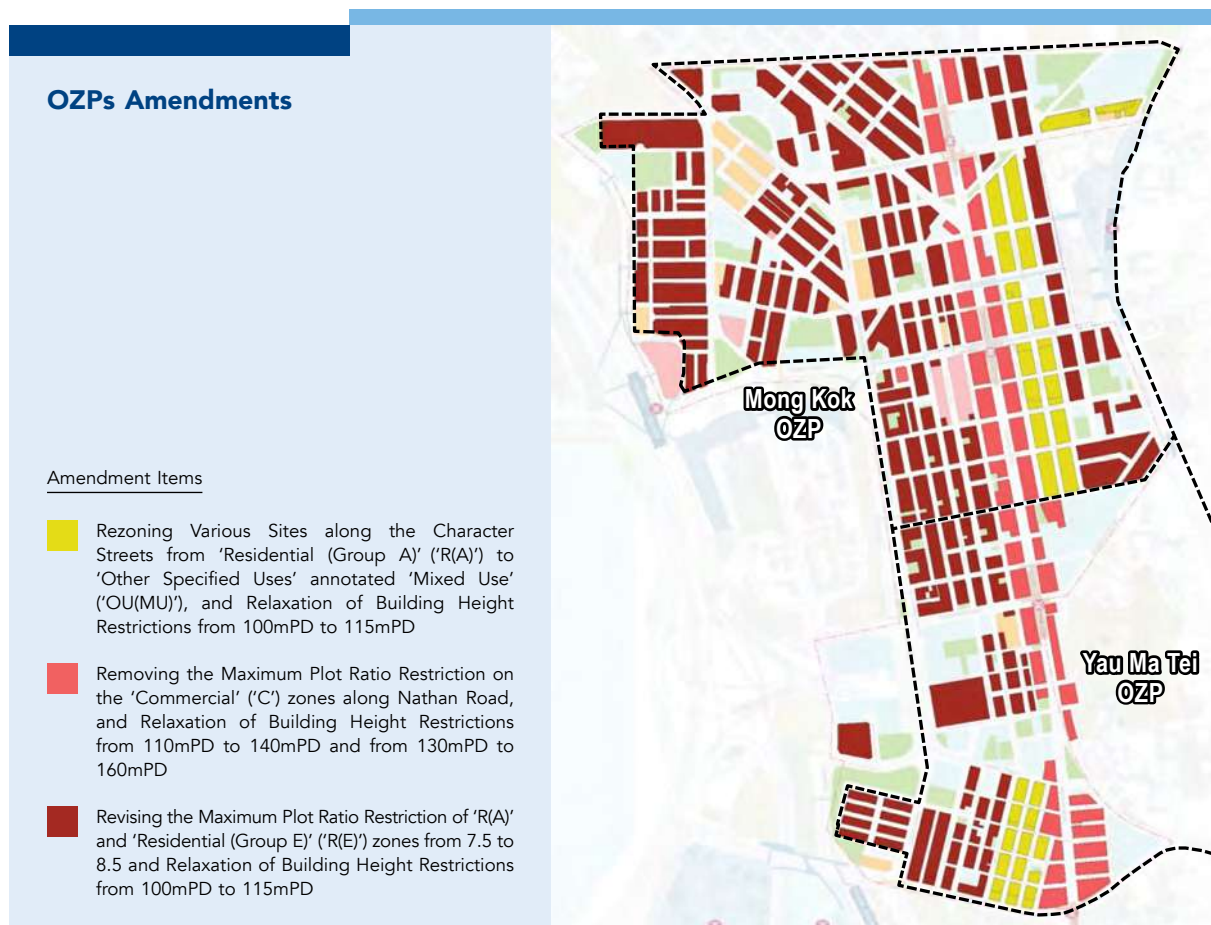 OZPs Amendments
Amendment Items
Rezoning Various Sites along the Character
Streets from ‘Residential (Group A)’ (‘R(A)’) to
‘Other Specified Uses’ annotated ‘Mixed Use’
(‘OU(MU)’), and Relaxation of Building Height
Restrictions from 100mPD to 115mPD
Removing the Maximum Plot Ratio Restriction on
the ‘Commercial’ (‘C’) zones along Nathan Road,
and Relaxation of Building Height Restrictions
from 110mPD to 140mPD and from 130mPD to
160mPD
Revising the Maximum Plot Ratio Restriction of ‘R(A)’
and ‘Residential (Group E)’ (‘R(E)’) zones from 7.5 to
8.5 and Relaxation of Building Height Restrictions
from 100mPD to 115mPD
Mong Kok
OZP
Yau Ma Tei
OZP